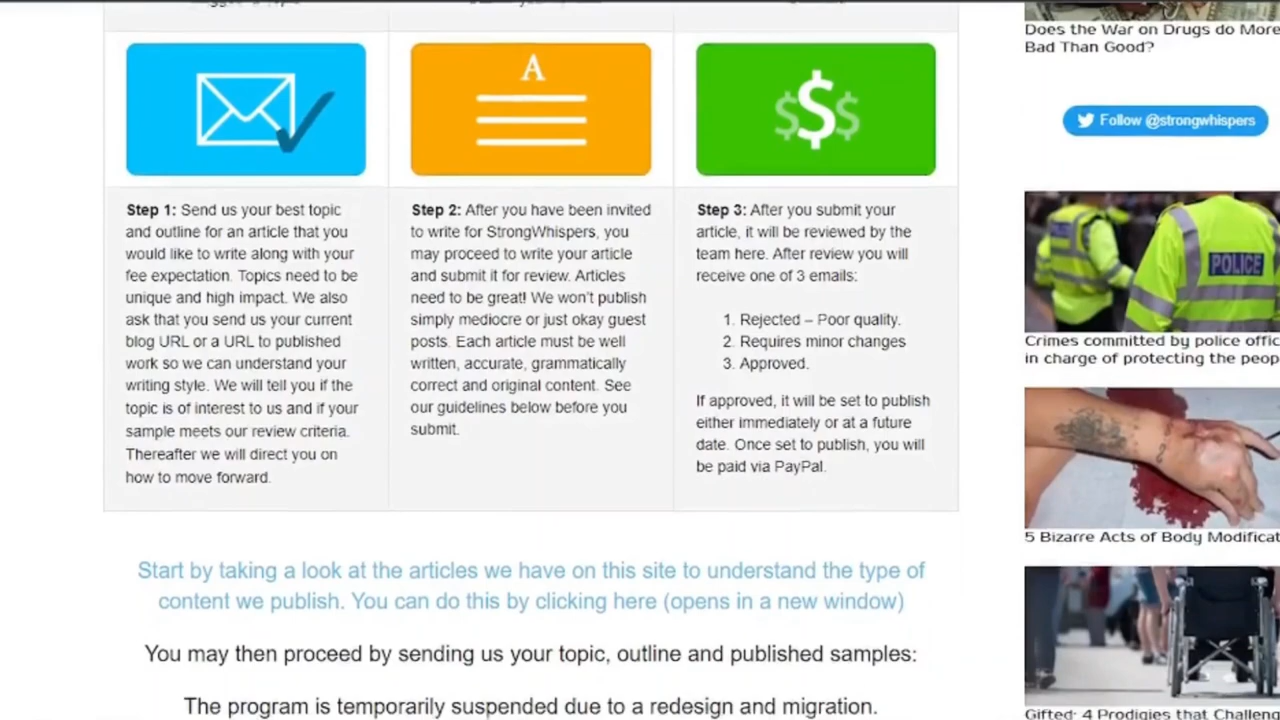 Step 1: Send us your best topic
and outline for an article that you
would like to write along with your
fee expectation. Topics need to be
unique and high impact. We also
ask that you send us your current
blog URL or a URL to published
work so we can understand your
writing style. We will tell you if the
topic is of interest to us and if your
sample meets our review criteria.
Thereafter we will direct you on
how to move forward.
A
Step 2: After you have been invited
to write for StrongWhispers, you
may proceed to write your article
and submit it for review. Articles
need to be great! We won't publish
simply mediocre or just okay guest
posts. Each article must be well
written, accurate, grammatically
correct and original content. See
our guidelines below before you
submit.
$$$
Step 3: After you submit your
article, it will be reviewed by the
team here. After review you will
receive one of 3 emails:
1. Rejected – Poor quality.
2. Requires minor changes
3. Approved.
If approved, it will be set to publish
either immediately or at a future
date. Once set to publish, you will
be paid via PayPal.
Start by taking a look at the articles we have on this site to understand the type of
content we publish. You can do this by clicking here (opens in a new window)
You may then proceed by sending us your topic, outline and published samples:
The program is temporarily suspended due to a redesign and migration.
Does the War on Drugs do More
Bad Than Good?
Follow @strongwhispers
POLICE
Crimes committed by police offic
in charge of protecting the peop
5 Bizarre Acts of Body Modificat
Gifted: 4 Prodigies that Challeng